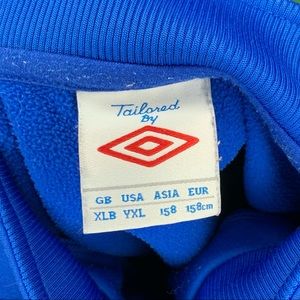 Tailored
By
GB USA ASIA EUR
XLB YXL 158 158cm